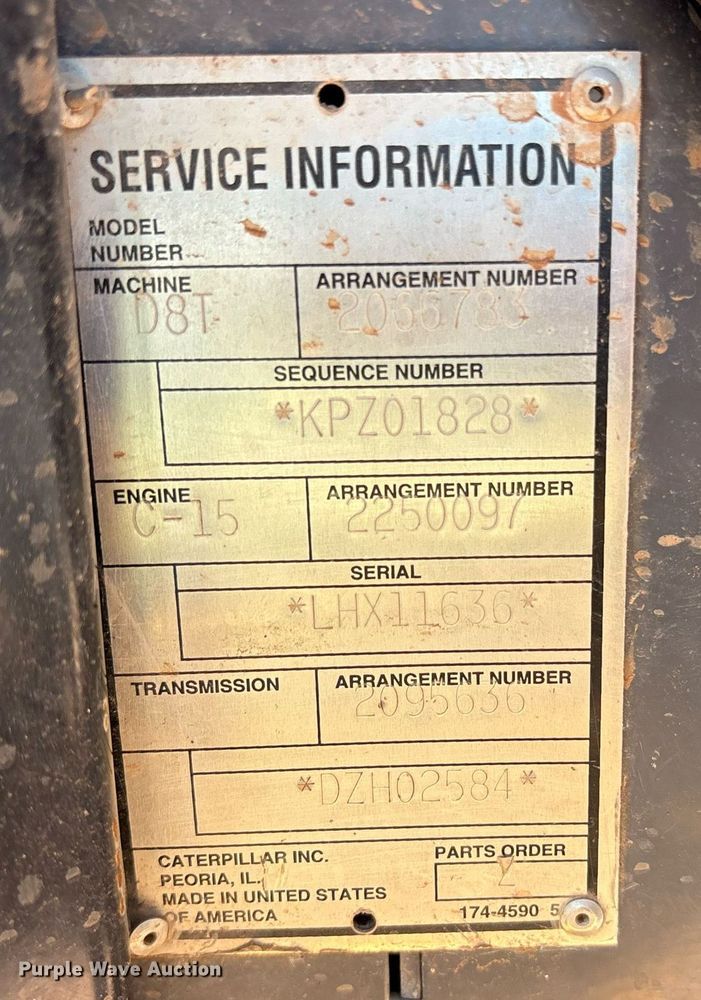 SERVICE INFORMATION
MODEL
NUMBER
MACHINE
D8T
ARRANGEMENT NUMBER
2066783
SEQUENCE NUMBER
*KPZ01828*
ENGINE
C-15
ARRANGEMENT NUMBER
2250097
SERIAL
*LHX11636*
TRANSMISSION
ARRANGEMENT NUMBER
2095636
*DZH02584*
CATERPILLAR INC.
PEORIA, IL.
MADE IN UNITED STATES
OF AMERICA
PARTS ORDER
Z
174-4590 5
Purple Wave Auction